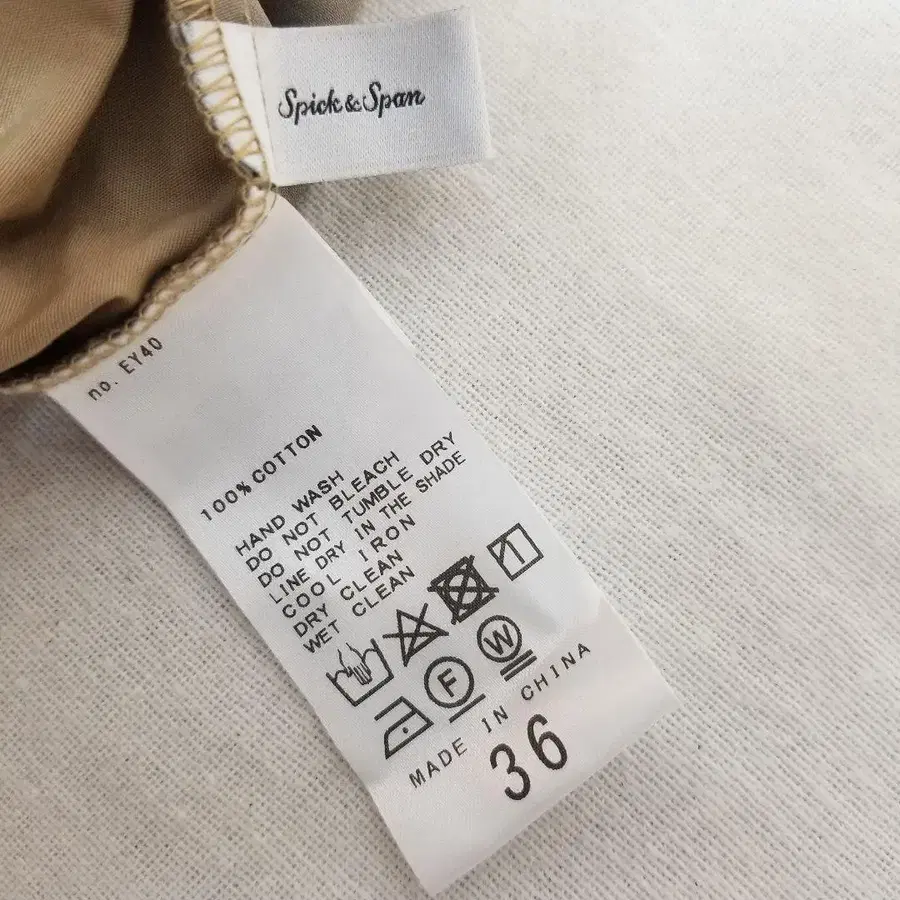 Spick & Span
no. EY40
100% COTTON
HAND WASH
DO NOT BLEACH
DO NOT TUMBLE DRY
LINE DRY IN THE SHADE
COOL IRON
DRY CLEAN
WET CLEAN
F
W
MADE IN CHINA
36